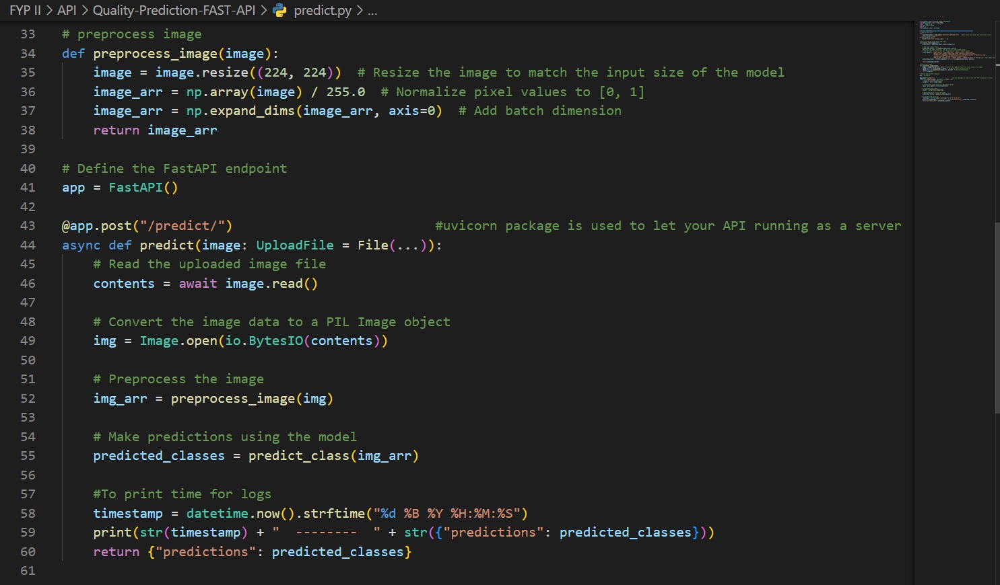 FYP II > API > Quality-Prediction-FAST-API > predict.py > ...
33 # preprocess image
34 def preprocess_image(image):
35     image = image.resize((224, 224))  # Resize the image to match the input size of the model
36     image_arr = np.array(image) / 255.0  # Normalize pixel values to [0, 1]
37     image_arr = np.expand_dims(image_arr, axis=0)  # Add batch dimension
38     return image_arr
39
40 # Define the FastAPI endpoint
41 app = FastAPI()
42
43 @app.post("/predict/")                          #uvicorn package is used to let your API running as a server
44 async def predict(image: UploadFile = File(...)):
45     # Read the uploaded image file
46     contents = await image.read()
47
48     # Convert the image data to a PIL Image object
49     img = Image.open(io.BytesIO(contents))
50
51     # Preprocess the image
52     img_arr = preprocess_image(img)
53
54     # Make predictions using the model
55     predicted_classes = predict_class(img_arr)
56
57     #To print time for logs
58     timestamp = datetime.now().strftime("%d %B %Y %H:%M:%S")
59     print(str(timestamp) + "  --------  " + str({"predictions": predicted_classes}))
60     return {"predictions": predicted_classes}
61